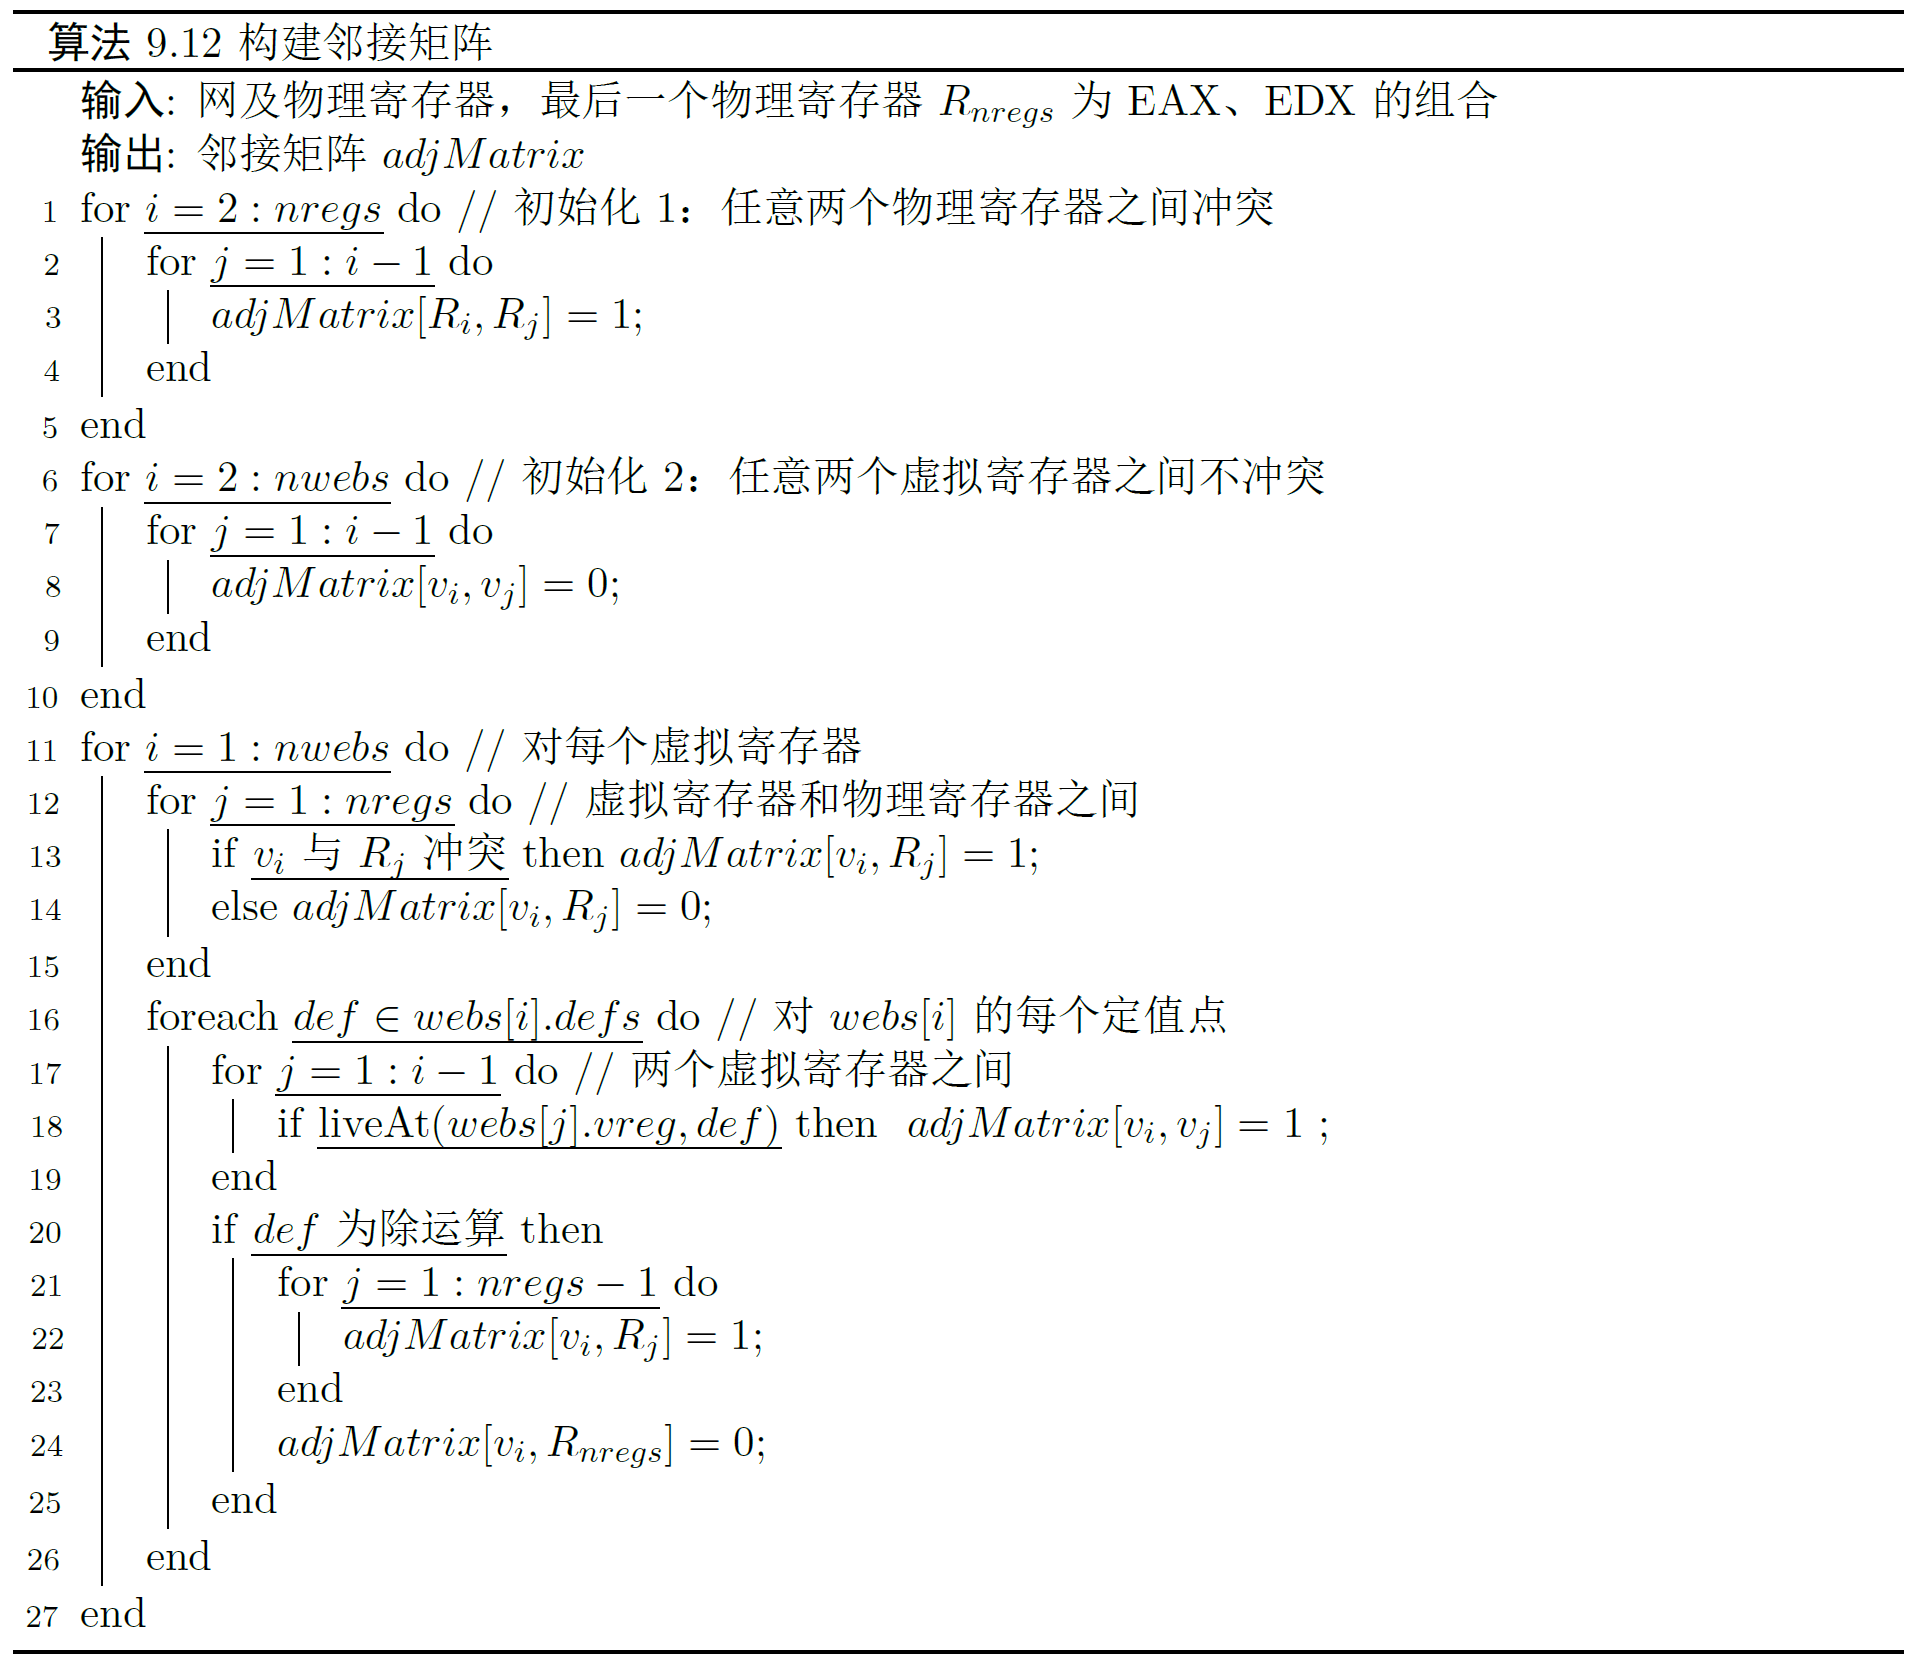 算法 9.12 构建邻接矩阵
输入: 网及物理寄存器，最后一个物理寄存器 R_{nregs} 为 EAX、EDX 的组合
输出: 邻接矩阵 adjMatrix
1 for i = 2 : nregs do // 初始化 1：任意两个物理寄存器之间冲突
2 for j = 1 : i − 1 do
3 adjMatrix[R_i, R_j] = 1;
4 end
5 end
6 for i = 2 : nwebs do // 初始化 2：任意两个虚拟寄存器之间不冲突
7 for j = 1 : i − 1 do
8 adjMatrix[v_i, v_j] = 0;
9 end
10 end
11 for i = 1 : nwebs do // 对每个虚拟寄存器
12 for j = 1 : nregs do // 虚拟寄存器和物理寄存器之间
13 if v_i 与 R_j 冲突 then adjMatrix[v_i, R_j] = 1;
14 else adjMatrix[v_i, R_j] = 0;
15 end
16 foreach def ∈ webs[i].defs do // 对 webs[i] 的每个定值点
17 for j = 1 : i − 1 do // 两个虚拟寄存器之间
18 if liveAt(webs[j].vreg, def) then adjMatrix[v_i, v_j] = 1 ;
19 end
20 if def 为除运算 then
21 for j = 1 : nregs − 1 do
22 adjMatrix[v_i, R_j] = 1;
23 end
24 adjMatrix[v_i, R_{nregs}] = 0;
25 end
26 end
27 end